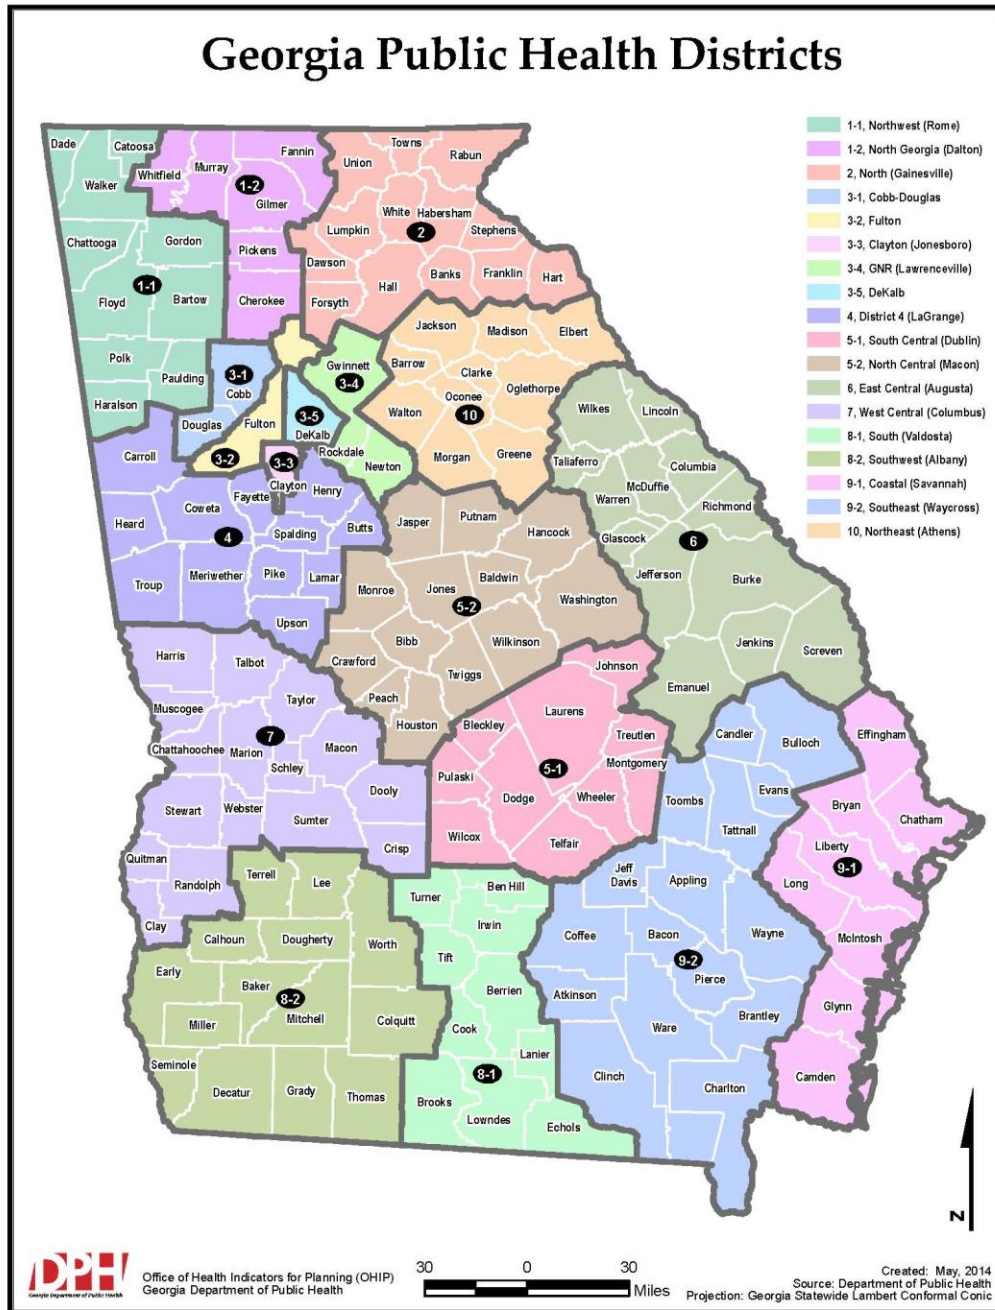 Georgia Public Health Districts
1-1, Northwest (Rome)
1-2, North Georgia (Dalton)
2, North (Gainesville)
3-1, Cobb-Douglas
3-2, Fulton
3-3, Clayton (Jonesboro)
3-4, GNR (Lawrenceville)
3-5, DeKalb
4, District 4 (LaGrange)
5-1, South Central (Dublin)
5-2, North Central (Macon)
6, East Central (Augusta)
7, West Central (Columbus)
8-1, South (Valdosta)
8-2, Southwest (Albany)
9-1, Coastal (Savannah)
9-2, Southeast (Waycross)
10, Northeast (Athens)
Dade
Catoosa
Walker
Chattooga
Gordon
1-1
Floyd
Bartow
Polk
Paulding
Haralson
Whitfield
Murray
Fannin
1-2
Gilmer
Pickens
Cherokee
Towns
Union
Rabun
White
Habersham
Lumpkin
2
Stephens
Dawson
Banks
Franklin
Hart
Hall
Forsyth
3-1
Cobb
Douglas
Fulton
3-2
3-3
Clayton
Gwinnett
3-4
Rockdale
Newton
3-5
DeKalb
Jackson
Madison
Elbert
Barrow
Clarke
Oconee
Oglethorpe
Walton
10
Morgan
Greene
Carroll
Fayette
Henry
Coweta
Heard
Spalding
Butts
4
Troup
Meriwether
Pike
Lamar
Upson
Jasper
Putnam
Hancock
Monroe
Jones
Baldwin
5-2
Washington
Bibb
Wilkinson
Crawford
Twiggs
Peach
Houston
Wilkes
Lincoln
Taliaferro
Columbia
McDuffie
Warren
Richmond
Glascock
6
Jefferson
Burke
Jenkins
Screven
Emanuel
Harris
Talbot
Taylor
Muscogee
7
Chattahoochee
Marion
Macon
Schley
Dooly
Stewart
Webster
Sumter
Crisp
Quitman
Randolph
Clay
Johnson
Laurens
Bleckley
Treutlen
Montgomery
Pulaski
5-1
Dodge
Wheeler
Wilcox
Telfair
Candler
Bulloch
Evans
Toombs
Tattnall
Jeff
Davis
Appling
Coffee
Bacon
Wayne
9-2
Pierce
Atkinson
Ware
Brantley
Clinch
Charlton
Effingham
Bryan
Chatham
Liberty
9-1
Long
McIntosh
Glynn
Camden
Terrell
Lee
Calhoun
Dougherty
Worth
Early
Baker
8-2
Mitchell
Miller
Colquitt
Seminole
Decatur
Grady
Thomas
Turner
Ben Hill
Irwin
Tift
Berrien
Cook
Lanier
8-1
Brooks
Lowndes
Echols
N
DPH
Georgia Department of Public Health
Office of Health Indicators for Planning (OHIP)
Georgia Department of Public Health
30 0 30
Miles
Created: May, 2014
Source: Department of Public Health
Projection: Georgia Statewide Lambert Conformal Conic